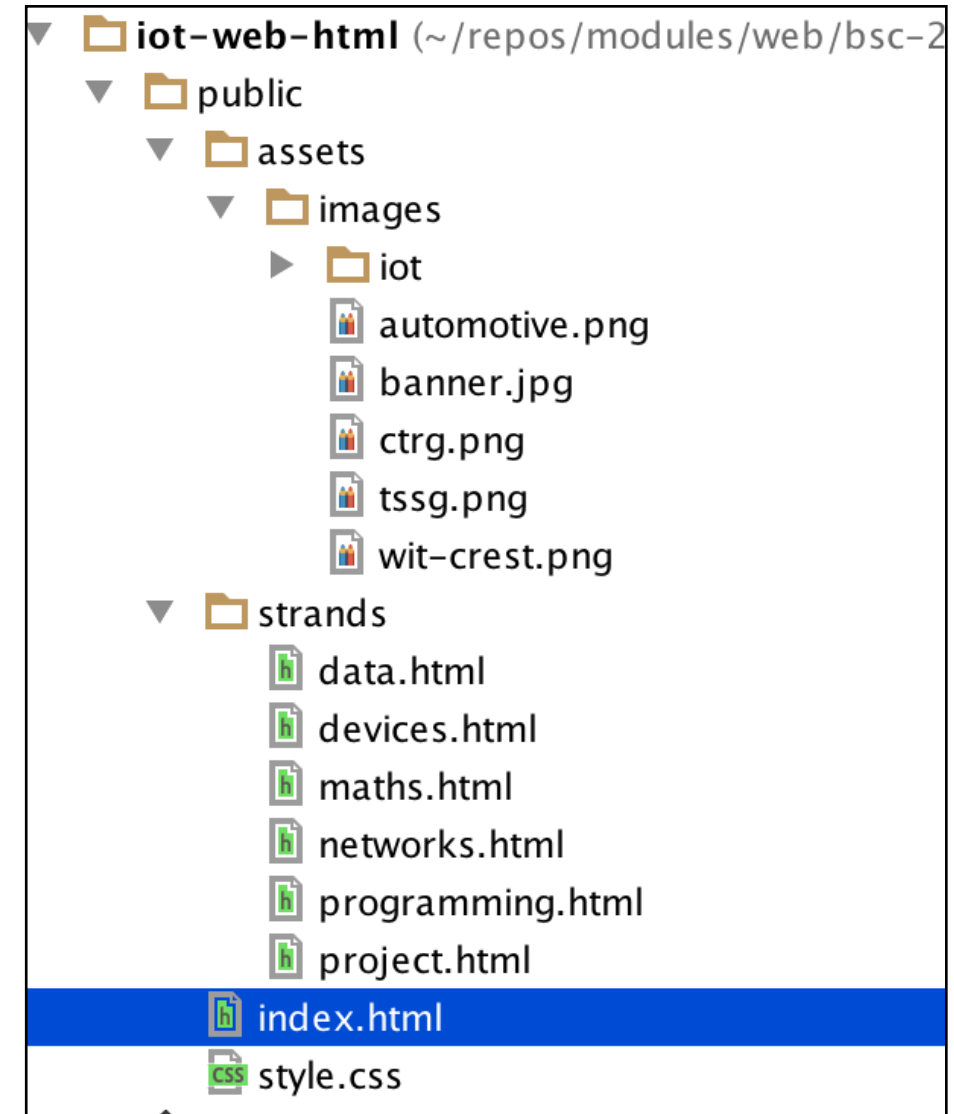 iot-web-html (~/repos/modules/web/bsc-2
public
assets
images
iot
automotive.png
banner.jpg
ctrg.png
tssg.png
wit-crest.png
strands
h data.html
h devices.html
h maths.html
h networks.html
h programming.html
h project.html
h index.html
CSS style.css